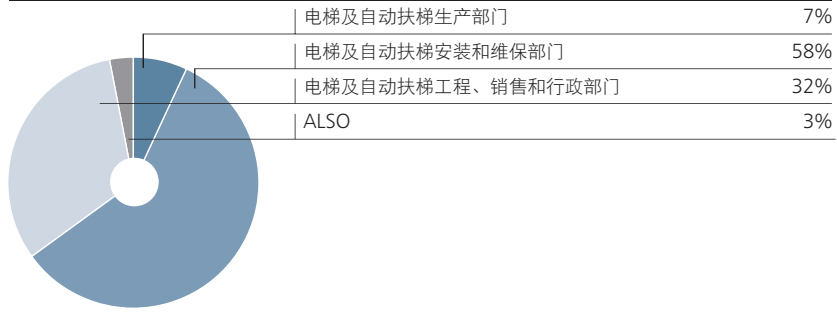 电梯及自动扶梯生产部门 7%
电梯及自动扶梯安装和维保部门 58%
电梯及自动扶梯工程、销售和行政部门 32%
ALSO 3%